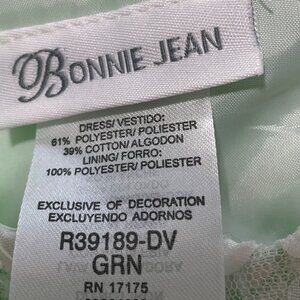 BONNIE JEAN
DRESS/VESTIDO:
61% POLYESTER/ POLIESTER
39% COTTON/ALGODON
LINING/ FORRO:
100% POLYESTER/ POLIESTER
EXCLUSIVE OF DECORATION
EXCLUYENDO ADORNOS
R39189-DV
GRN
RN 17175